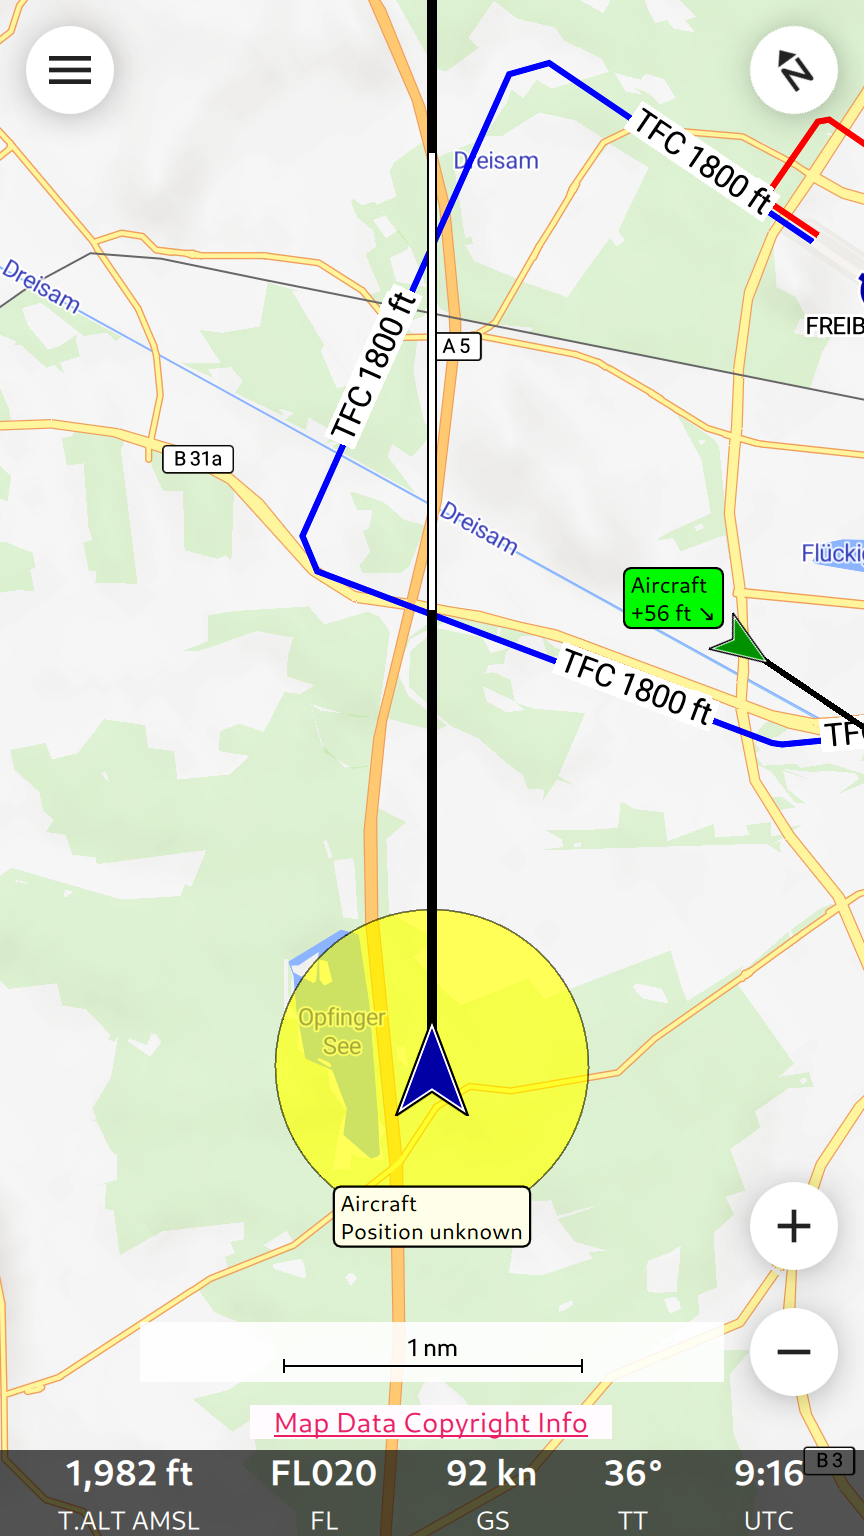 N
TFC 1800 ft
Dreisam
Dreisam
FREIB
TFC 1800 ft
A 5
B 31a
Dreisam
Flückig
Aircraft
+56 ft ↘
TFC 1800 ft
TFC
Opfinger
See
Aircraft
Position unknown
1 nm
Map Data Copyright Info
B 3
1,982 ft FL020 92 kn 36° 9:16
T.ALT AMSL FL GS TT UTC